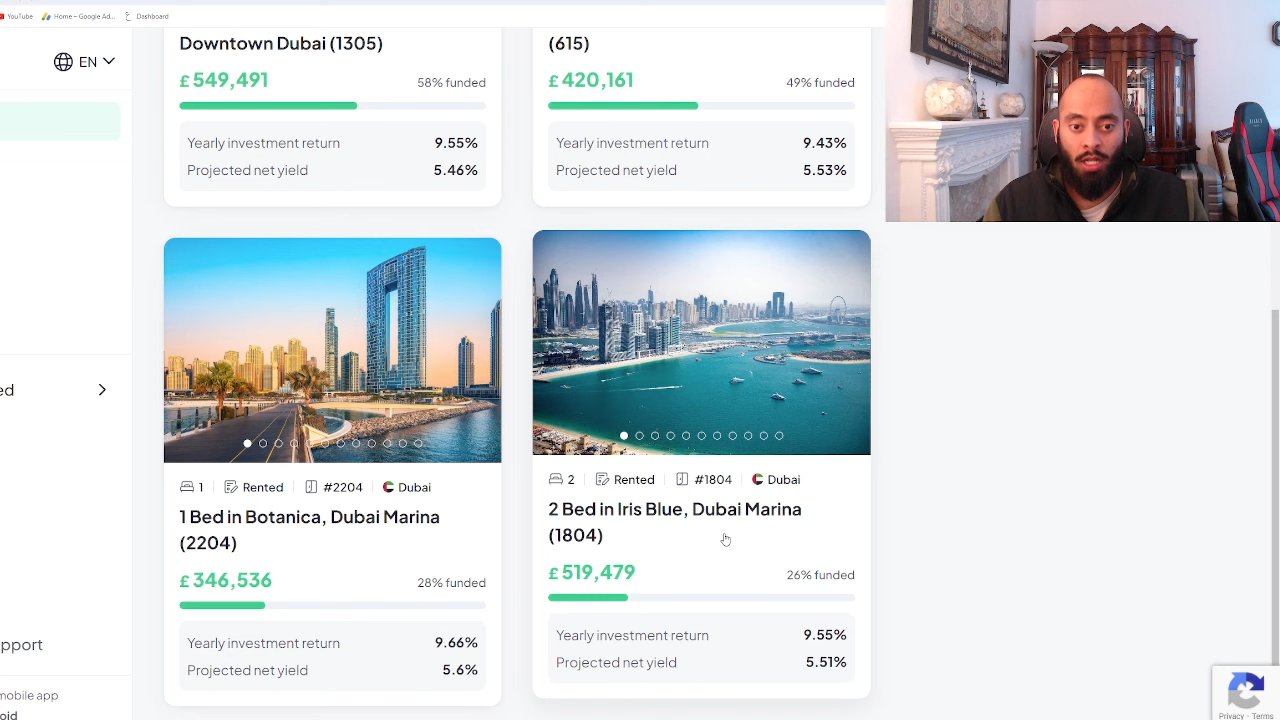 YouTube
Home – Google Ad...
Dashboard
EN
ed
pport
mobile app
oid
Downtown Dubai (1305)
£ 549,491
58% funded
Yearly investment return 9.55%
Projected net yield 5.46%
(615)
£ 420,161
49% funded
Yearly investment return 9.43%
Projected net yield 5.53%
1 Rented #2204 Dubai
1 Bed in Botanica, Dubai Marina
(2204)
£ 346,536
28% funded
Yearly investment return 9.66%
Projected net yield 5.6%
2 Rented #1804 Dubai
2 Bed in Iris Blue, Dubai Marina
(1804)
£ 519,479
26% funded
Yearly investment return 9.55%
Projected net yield 5.51%
Privacy - Terms